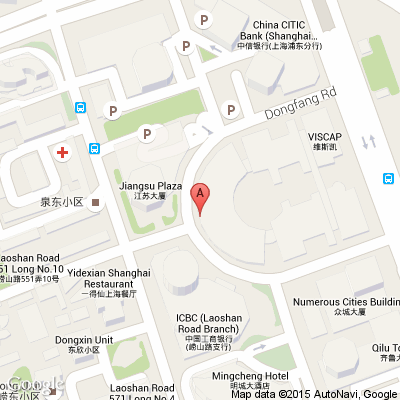 China CITIC
Bank (Shanghai...
中信银行(上海浦东分行)
P
P
P
P
P
Dongfang Rd
VISCAP
维斯凯
Jiangsu Plaza
江苏大厦
A
泉东小区
Laoshan Road
551 Long No.10
崂山路551弄10号
Yidexian Shanghai
Restaurant
一得仙上海餐厅
Numerous Cities Building
众城大厦
ICBC (Laoshan
Road Branch)
中国工商银行
(崂山路支行)
Dongxin Unit
东欣小区
Qilu To
齐鲁大
Mingcheng Hotel
明城大酒店
Laoshan Road
571 Long No.4
崂东小区
Google
Map data ©2015 AutoNavi, Google